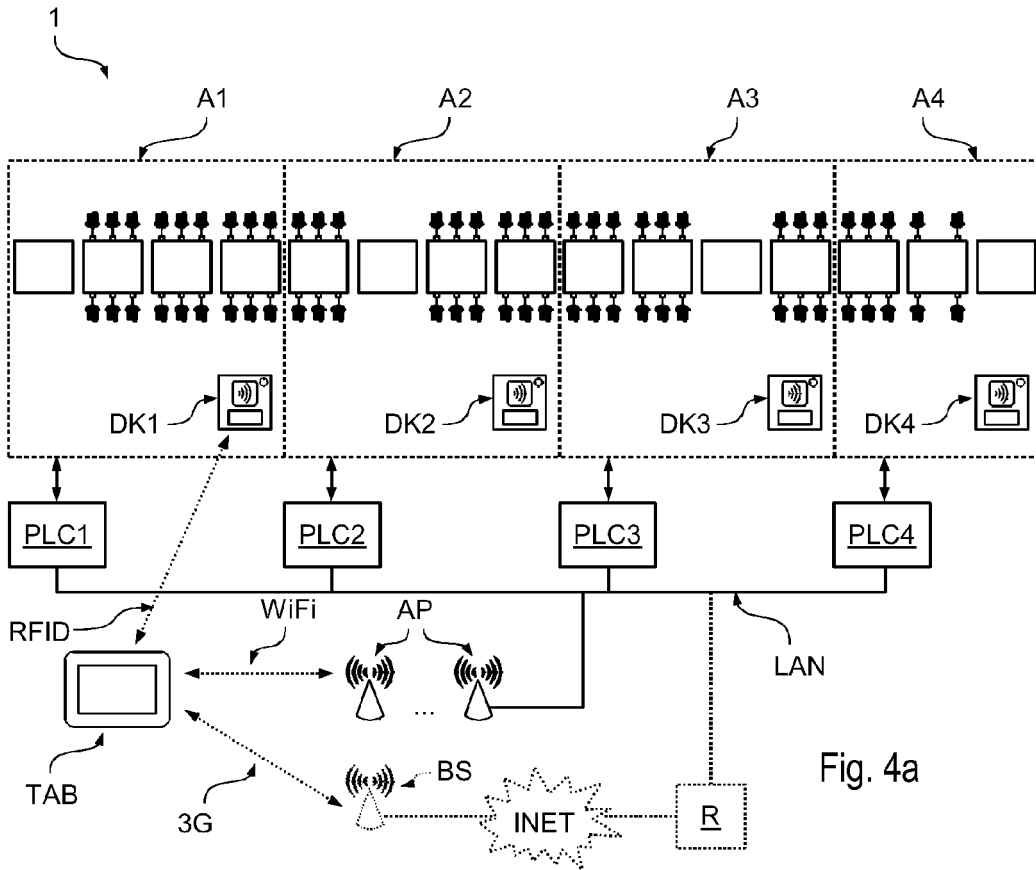 1
A1
A2
A3
A4
DK1
DK2
DK3
DK4
PLC1
PLC2
PLC3
PLC4
RFID
WiFi
AP
LAN
...
TAB
3G
BS
INET
R
Fig. 4a